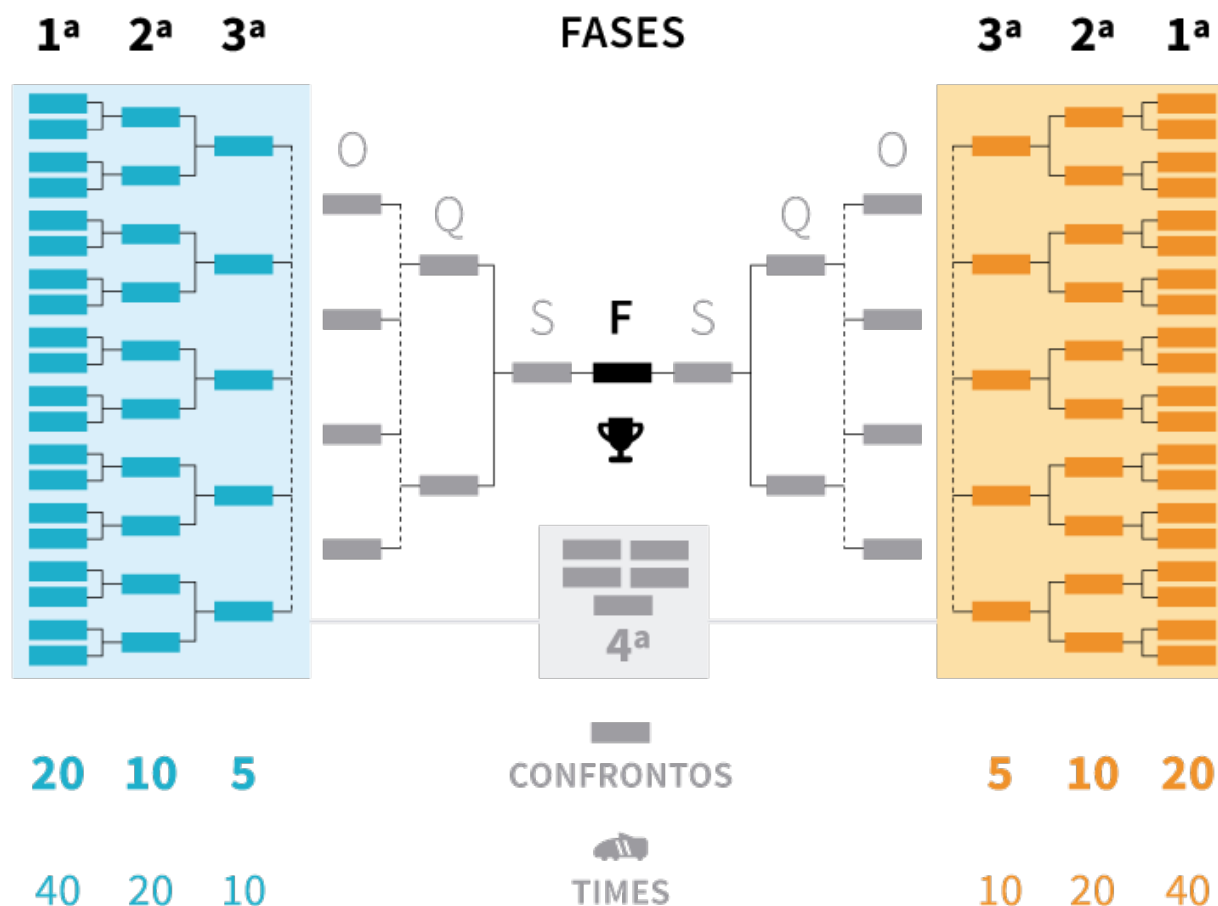 1ª 2ª 3ª FASES 3ª 2ª 1ª
O O
Q Q
S F S
4ª
20 10 5 CONFRONTOS 5 10 20
40 20 10 TIMES 10 20 40